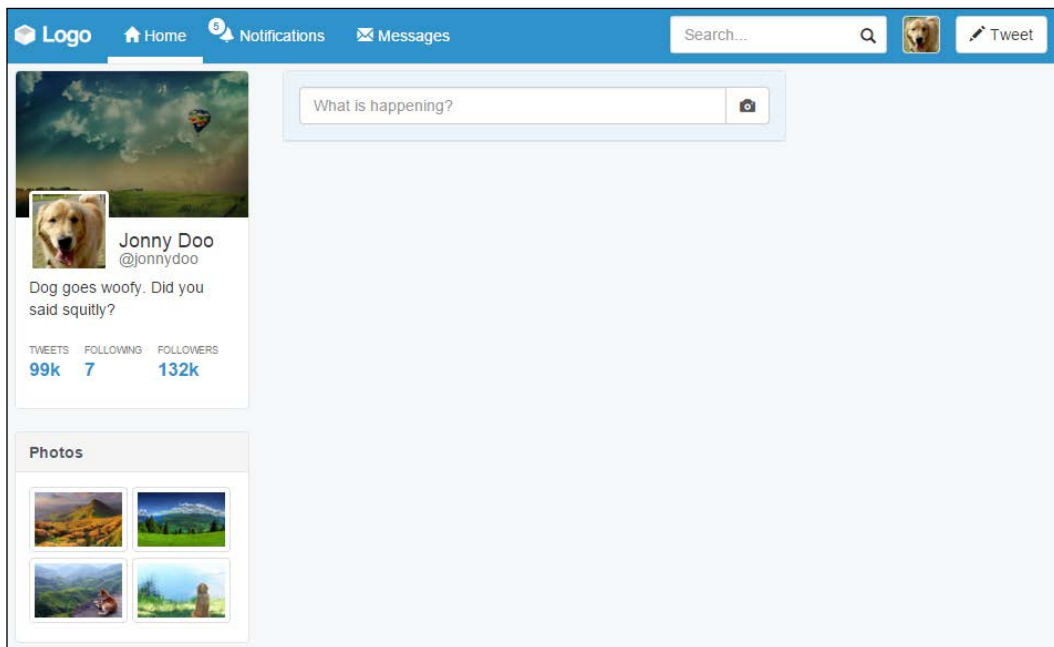 Logo
Home
5
Notifications
Messages
Search...
Tweet
What is happening?
Jonny Doo
@jonnydoo
Dog goes woofy. Did you
said squitly?
TWEETS FOLLOWING FOLLOWERS
99k 7 132k
Photos